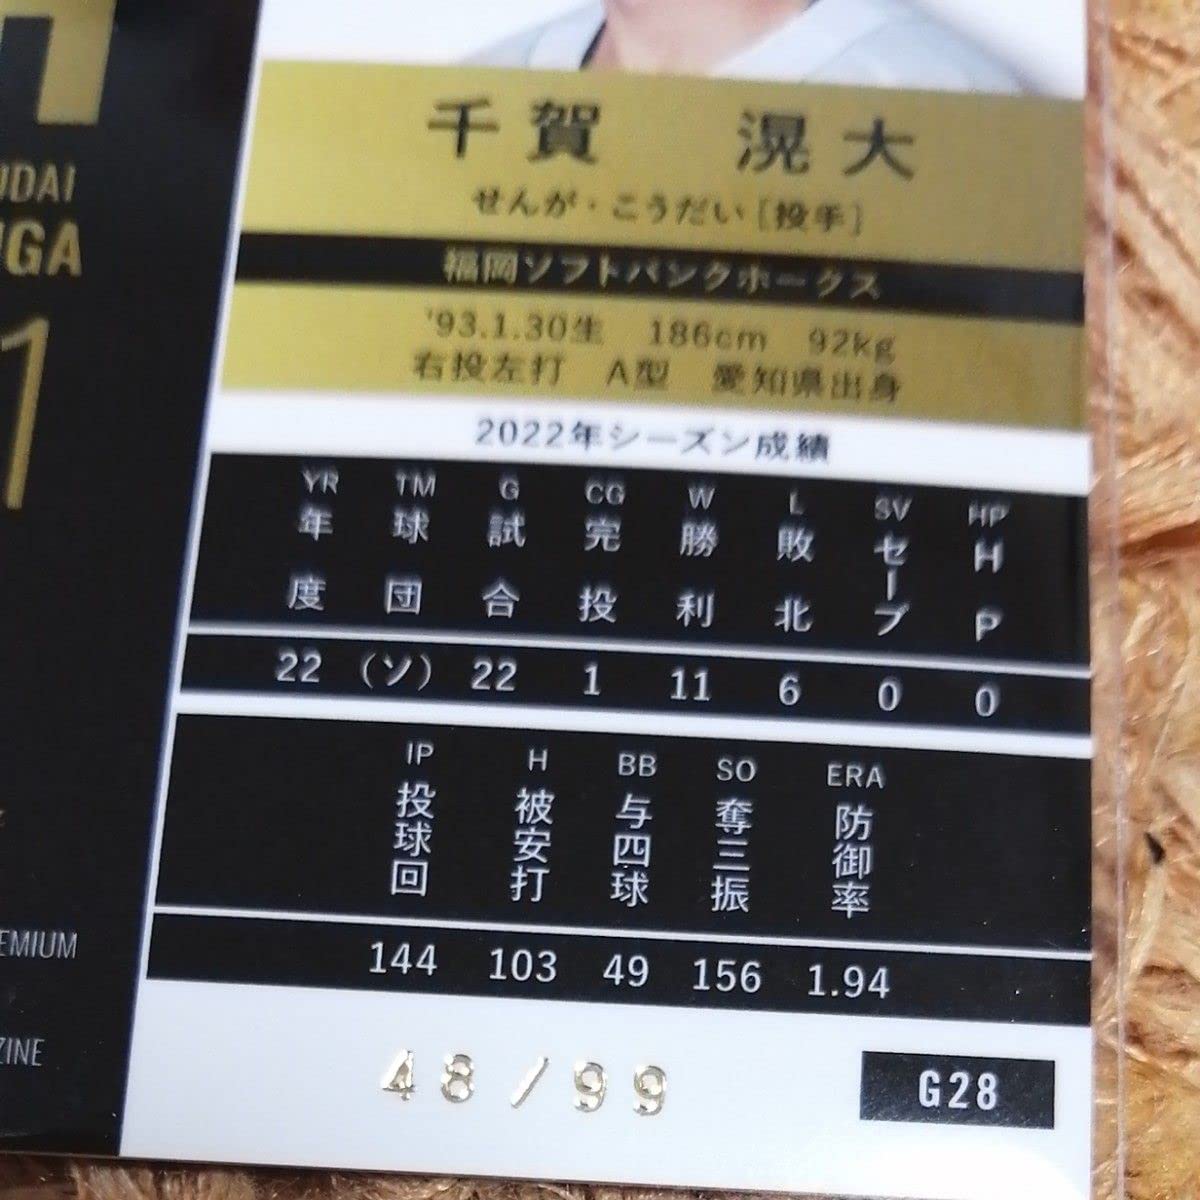 千賀 滉大
せんが・こうだい [投手]
福岡ソフトバンクホークス
'93.1.30生 186cm 92kg
右投左打 A型 愛知県出身
2022年シーズン成績
YR TM G CG W L SV HP
年度 球団 試合 完投 勝利 敗北 セーブ HP
22 (ソ) 22 1 11 6 0 0
IP H BB SO ERA
投球回 被安打 与四球 奪三振 防御率
144 103 49 156 1.94
48/99
G28
UDAI
UGA
1
EMIUM
ZINE